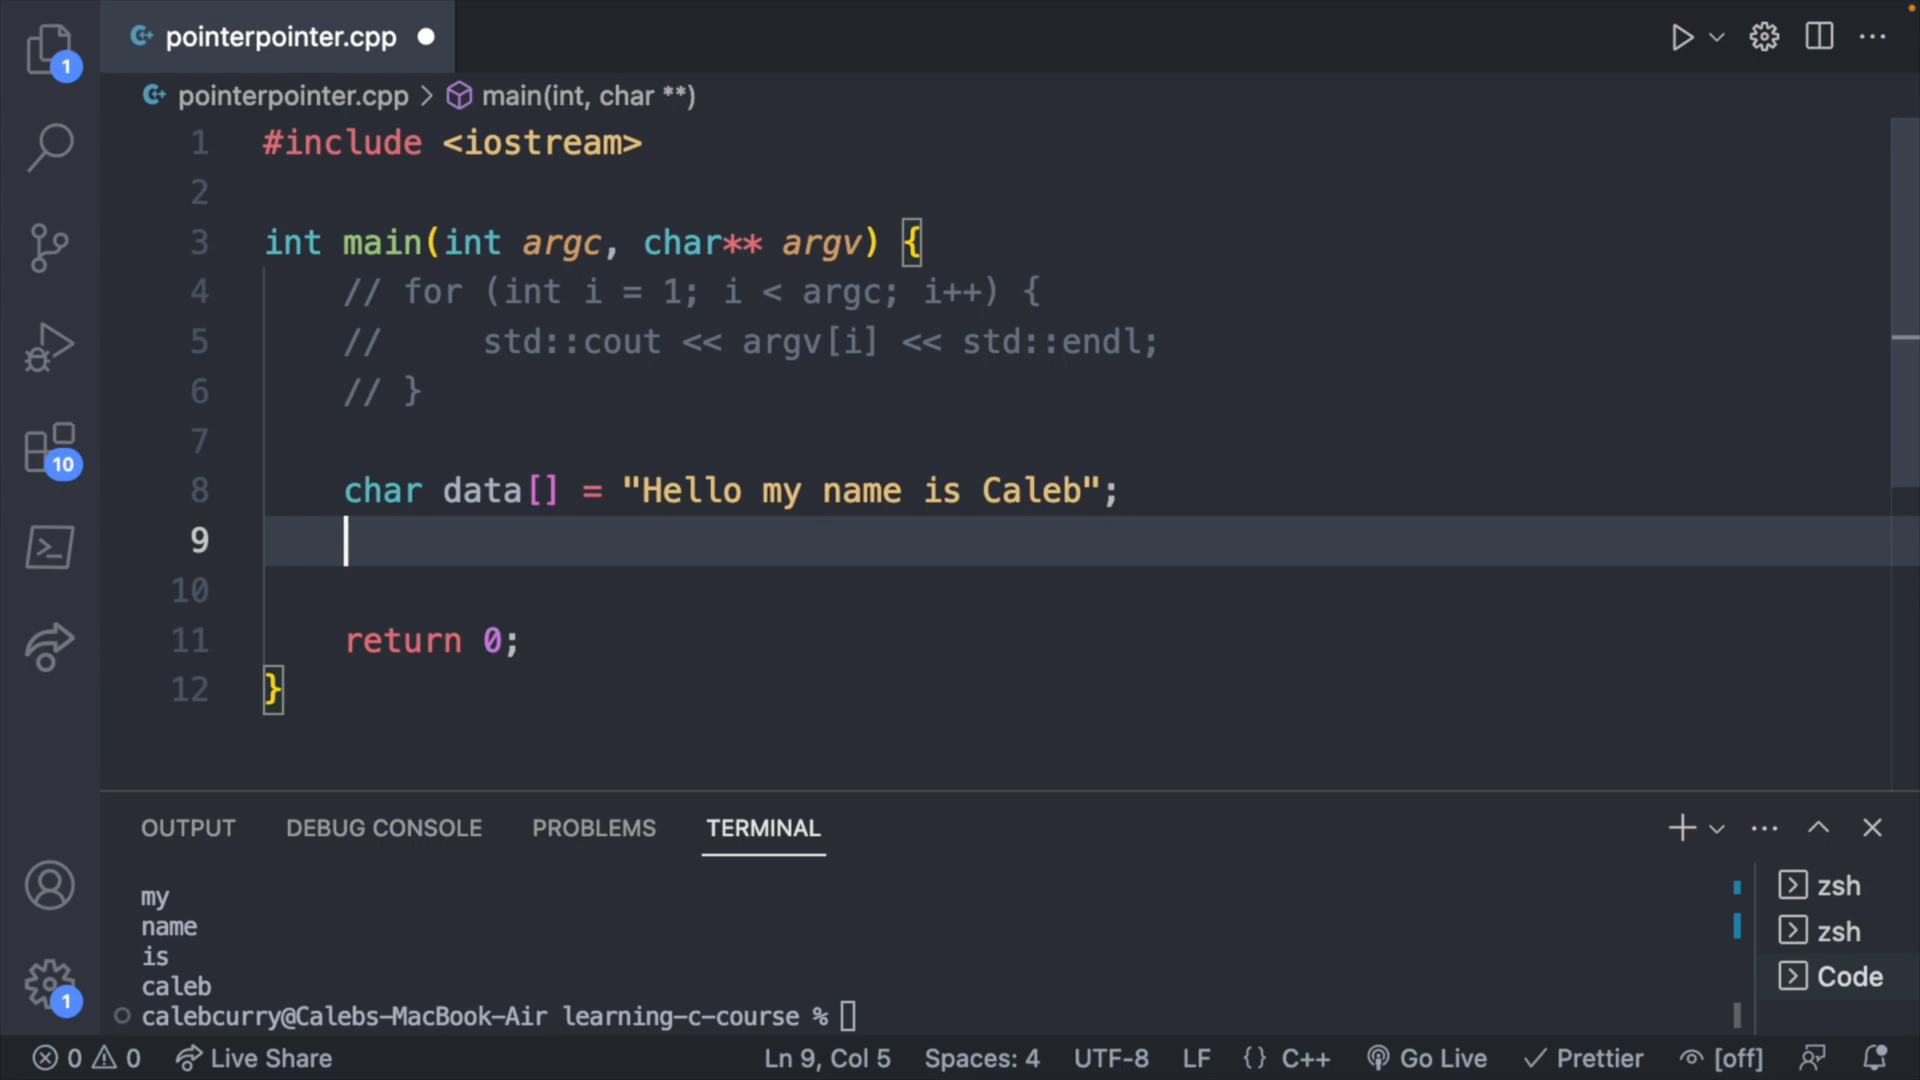 pointerpointer.cpp
1
pointerpointer.cpp > main(int, char **)
1 #include <iostream>
2
3 int main(int argc, char** argv) {
4 // for (int i = 1; i < argc; i++) {
5 //     std::cout << argv[i] << std::endl;
6 // }
7
8 char data[] = "Hello my name is Caleb";
9
10
11 return 0;
12 }
10
OUTPUT DEBUG CONSOLE PROBLEMS TERMINAL
my
name
is
caleb
calebcurry@Calebs-MacBook-Air learning-c-course %
zsh
zsh
Code
1
0 0 Live Share Ln 9, Col 5 Spaces: 4 UTF-8 LF {} C++ Go Live Prettier [off]